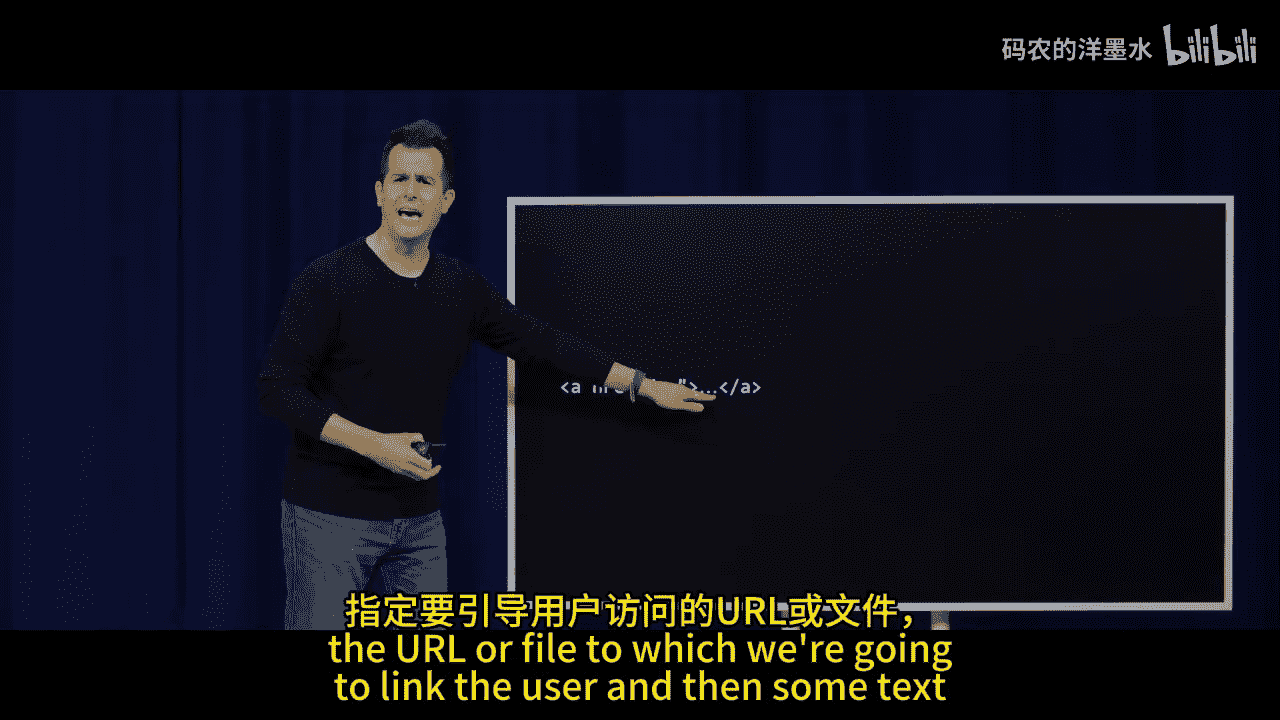 码农的洋墨水 bilibili
<a ">...</a>
指定要引导用户访问的URL或文件，
the URL or file to which we're going
to link the user and then some text